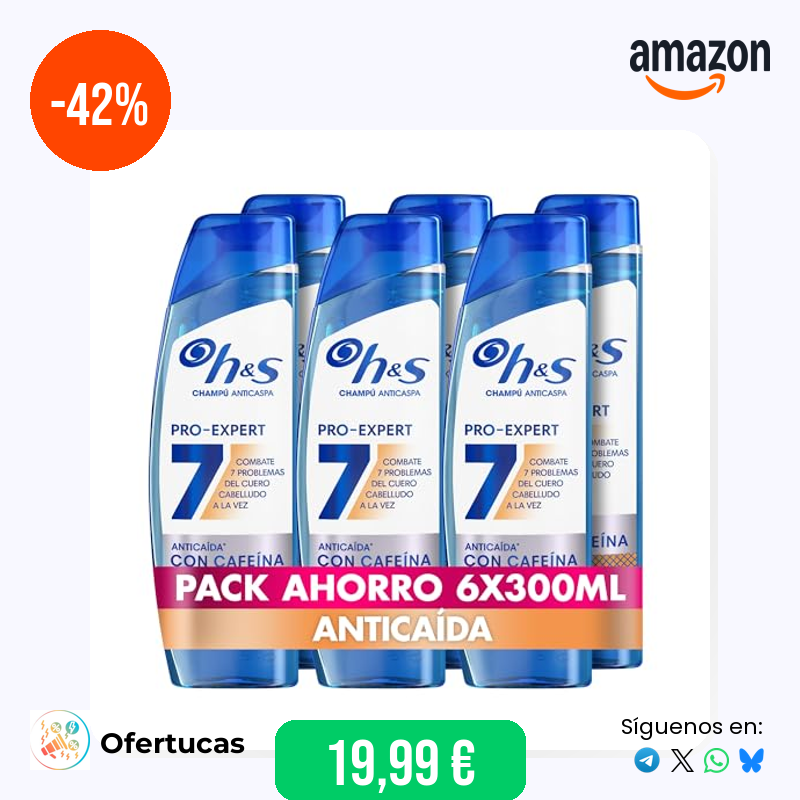 -42%
amazon
h&s
CHAMPÚ ANTICASPA
PRO-EXPERT
7
COMBATE
7 PROBLEMAS
DEL CUERO
CABELLUDO
A LA VEZ
ANTICAÍDA*
CON CAFEÍNA
h&s
CHAMPÚ ANTICASPA
PRO-EXPERT
7
COMBATE
7 PROBLEMAS
DEL CUERO
CABELLUDO
A LA VEZ
ANTICAÍDA*
CON CAFEÍNA
h&s
CHAMPÚ ANTICASPA
PRO-EXPERT
7
COMBATE
7 PROBLEMAS
DEL CUERO
CABELLUDO
A LA VEZ
ANTICAÍDA*
CON CAFEÍNA
PACK AHORRO 6X300ML
ANTICAÍDA
Ofertucas
19,99 €
Síguenos en: